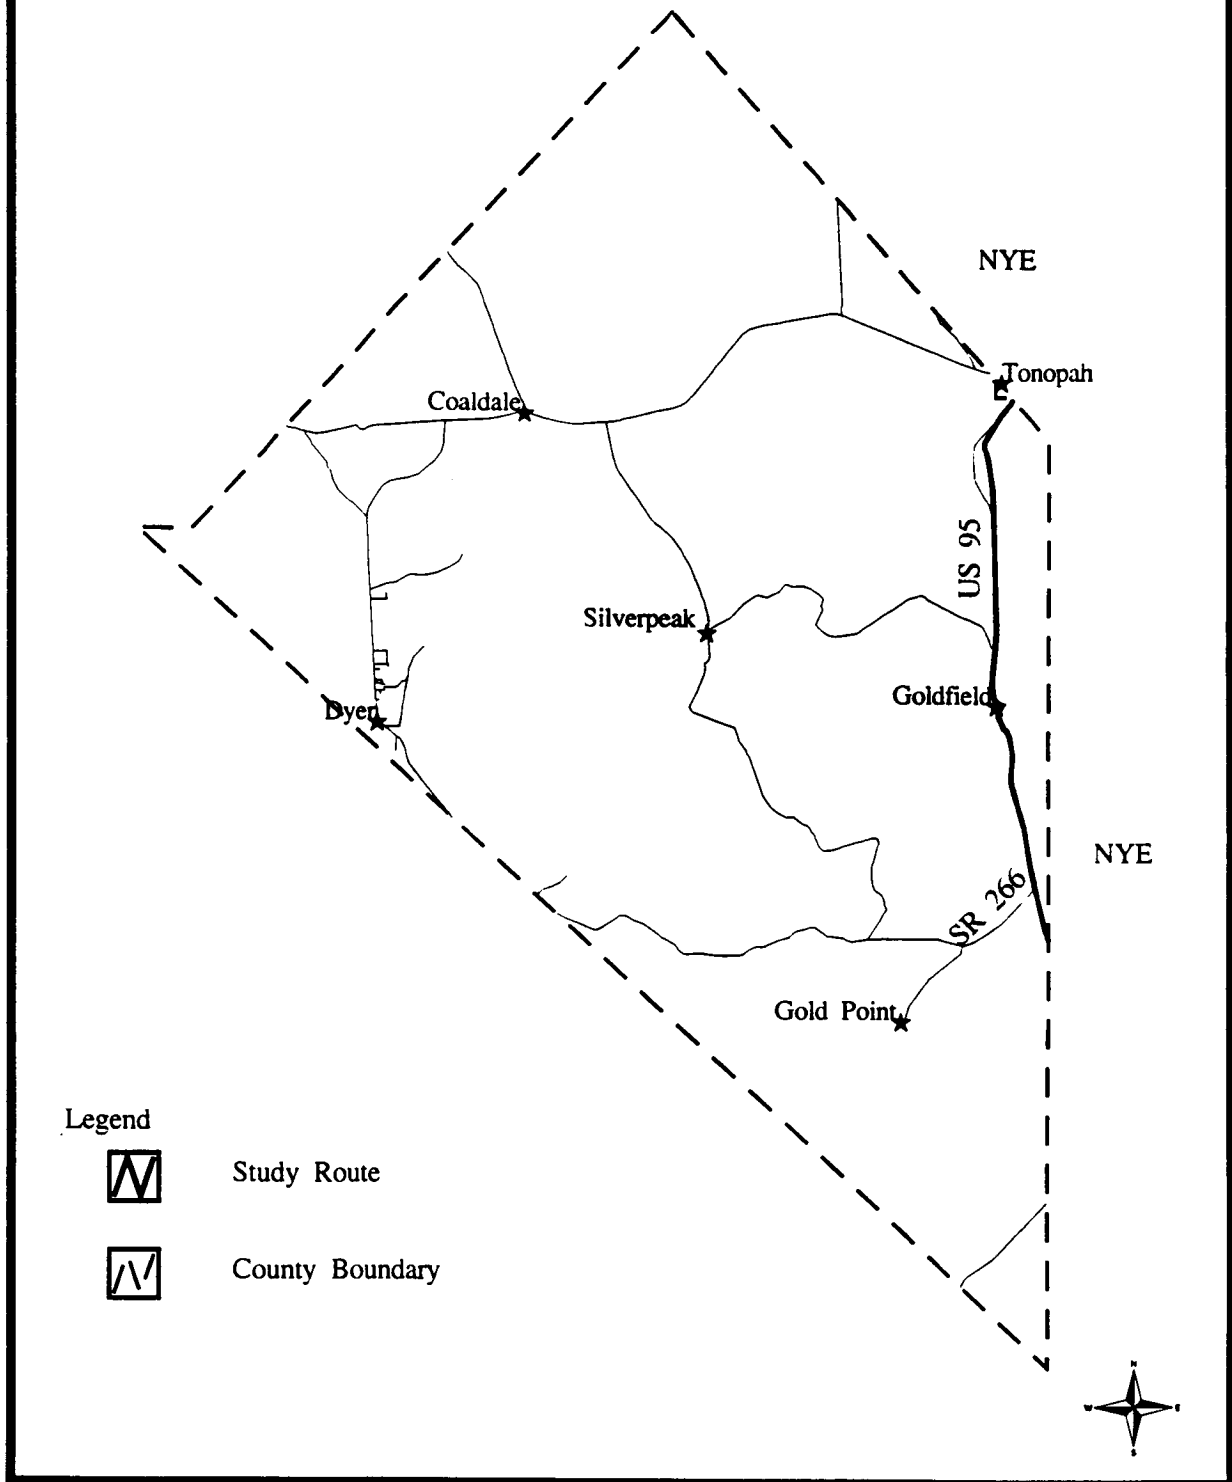 NYE
Tonopah
Coaldale
US 95
Silverpeak
Goldfield
Dyer
NYE
SR 266
Gold Point
Legend
Study Route
County Boundary
N
W
E
S